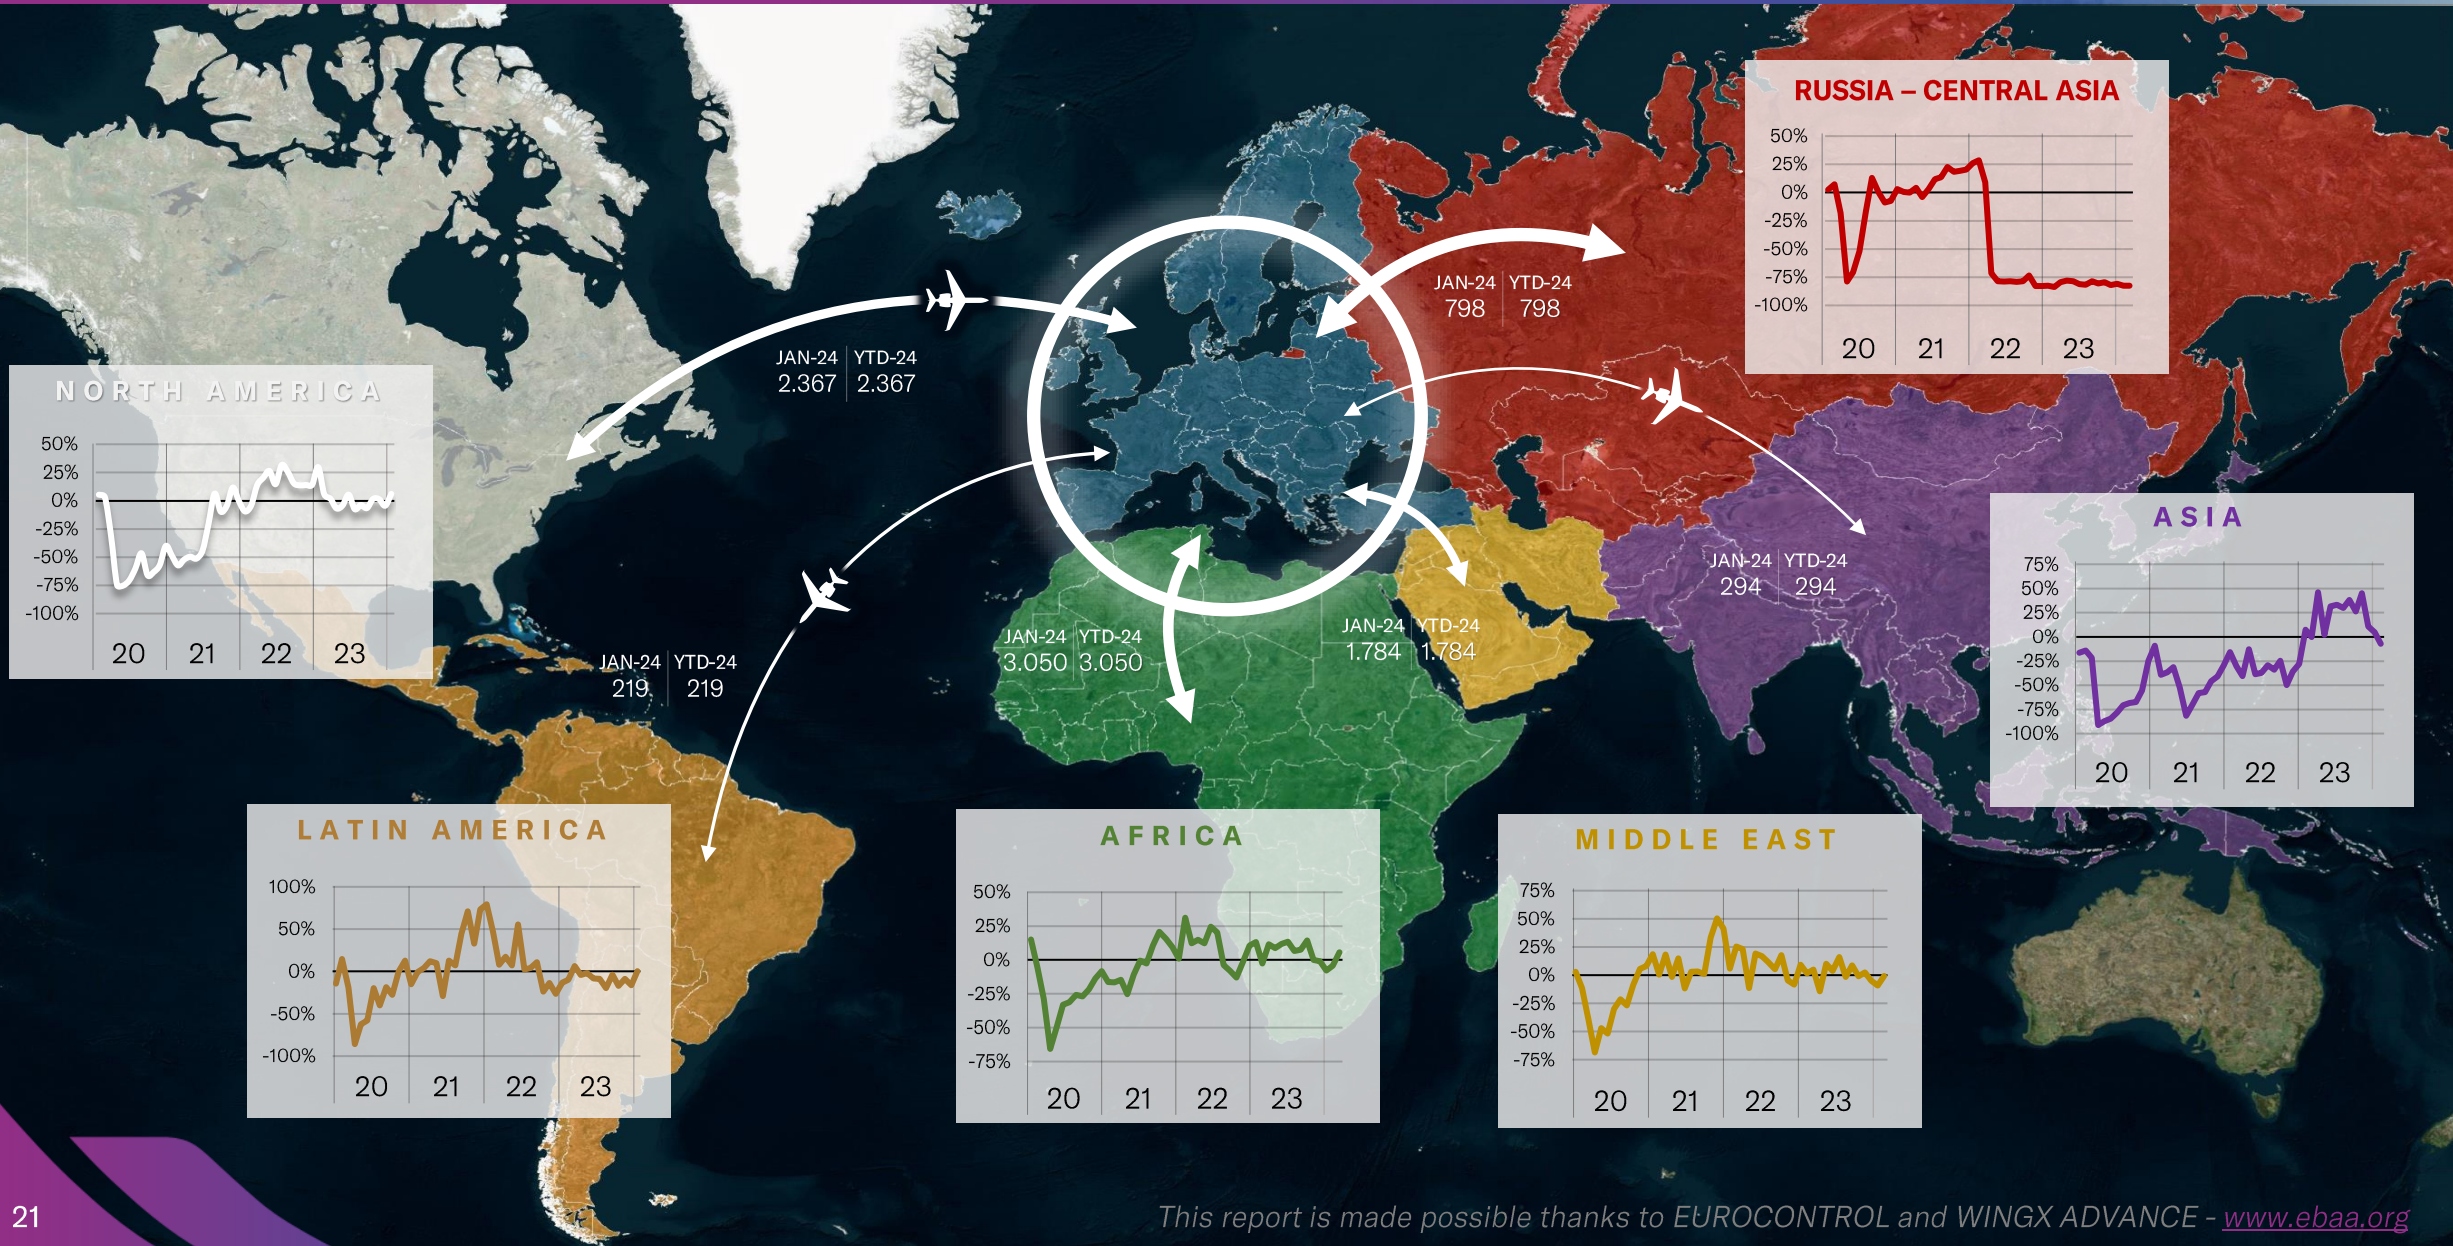 RUSSIA – CENTRAL ASIA
50%
25%
0%
-25%
-50%
-75%
-100%
20 21 22 23
JAN-24 YTD-24
798 798
JAN-24 YTD-24
2.367 2.367
NORTH AMERICA
50%
25%
0%
-25%
-50%
-75%
-100%
20 21 22 23
ASIA
75%
50%
25%
0%
-25%
-50%
-75%
-100%
20 21 22 23
JAN-24 YTD-24
294 294
JAN-24 YTD-24
3.050 3.050
JAN-24 YTD-24
1.784 1.784
JAN-24 YTD-24
219 219
LATIN AMERICA
100%
50%
0%
-50%
-100%
20 21 22 23
AFRICA
50%
25%
0%
-25%
-50%
-75%
20 21 22 23
MIDDLE EAST
75%
50%
25%
0%
-25%
-50%
-75%
20 21 22 23
21
This report is made possible thanks to EUROCONTROL and WINGX ADVANCE - www.ebaa.org